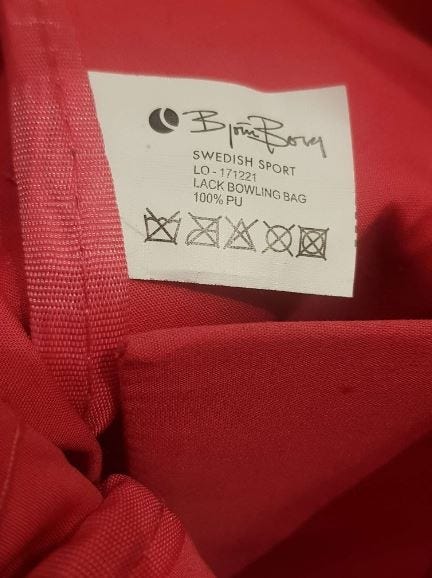 Björn Borg
SWEDISH SPORT
LO - 171221
LACK BOWLING BAG
100% PU